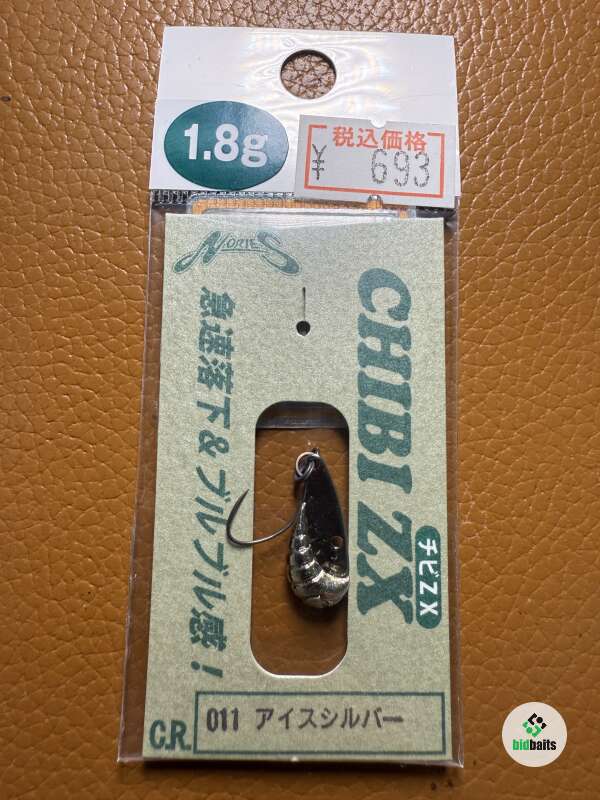 1.8g
税込価格
¥ 693
NORIES
CHIBI ZX
チビZX
急速落下&ブルブル感!
C.R.
011 アイスシルバー
bidbaits